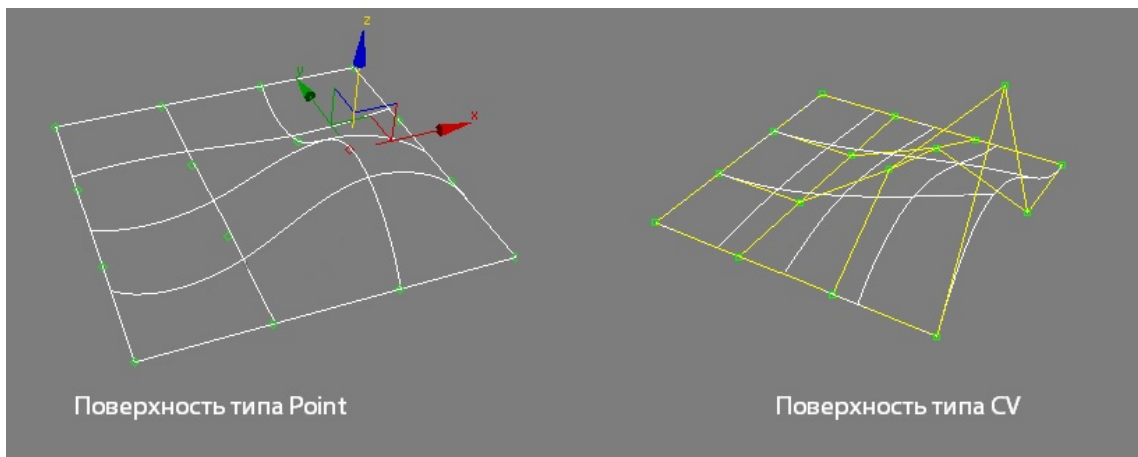 z
y
x
Поверхность типа Point
Поверхность типа CV